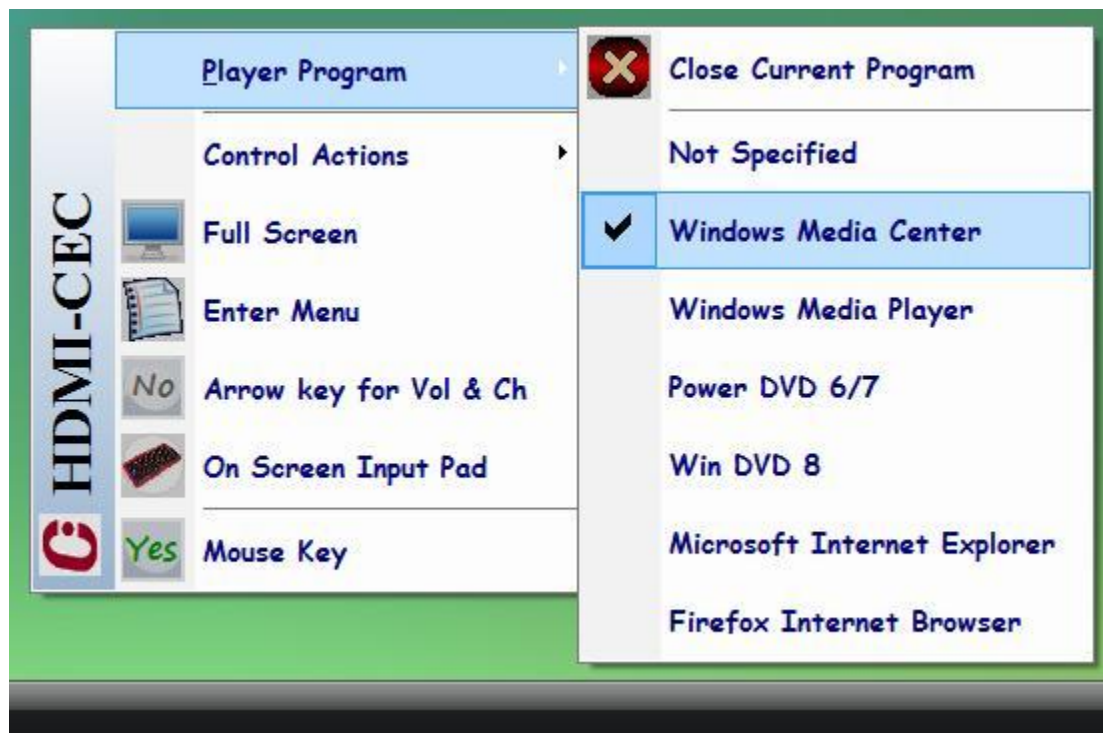 HDMI-CEC
Player Program
Control Actions
Full Screen
Enter Menu
No
Arrow key for Vol & Ch
On Screen Input Pad
Yes
Mouse Key
Close Current Program
Not Specified
Windows Media Center
Windows Media Player
Power DVD 6/7
Win DVD 8
Microsoft Internet Explorer
Firefox Internet Browser